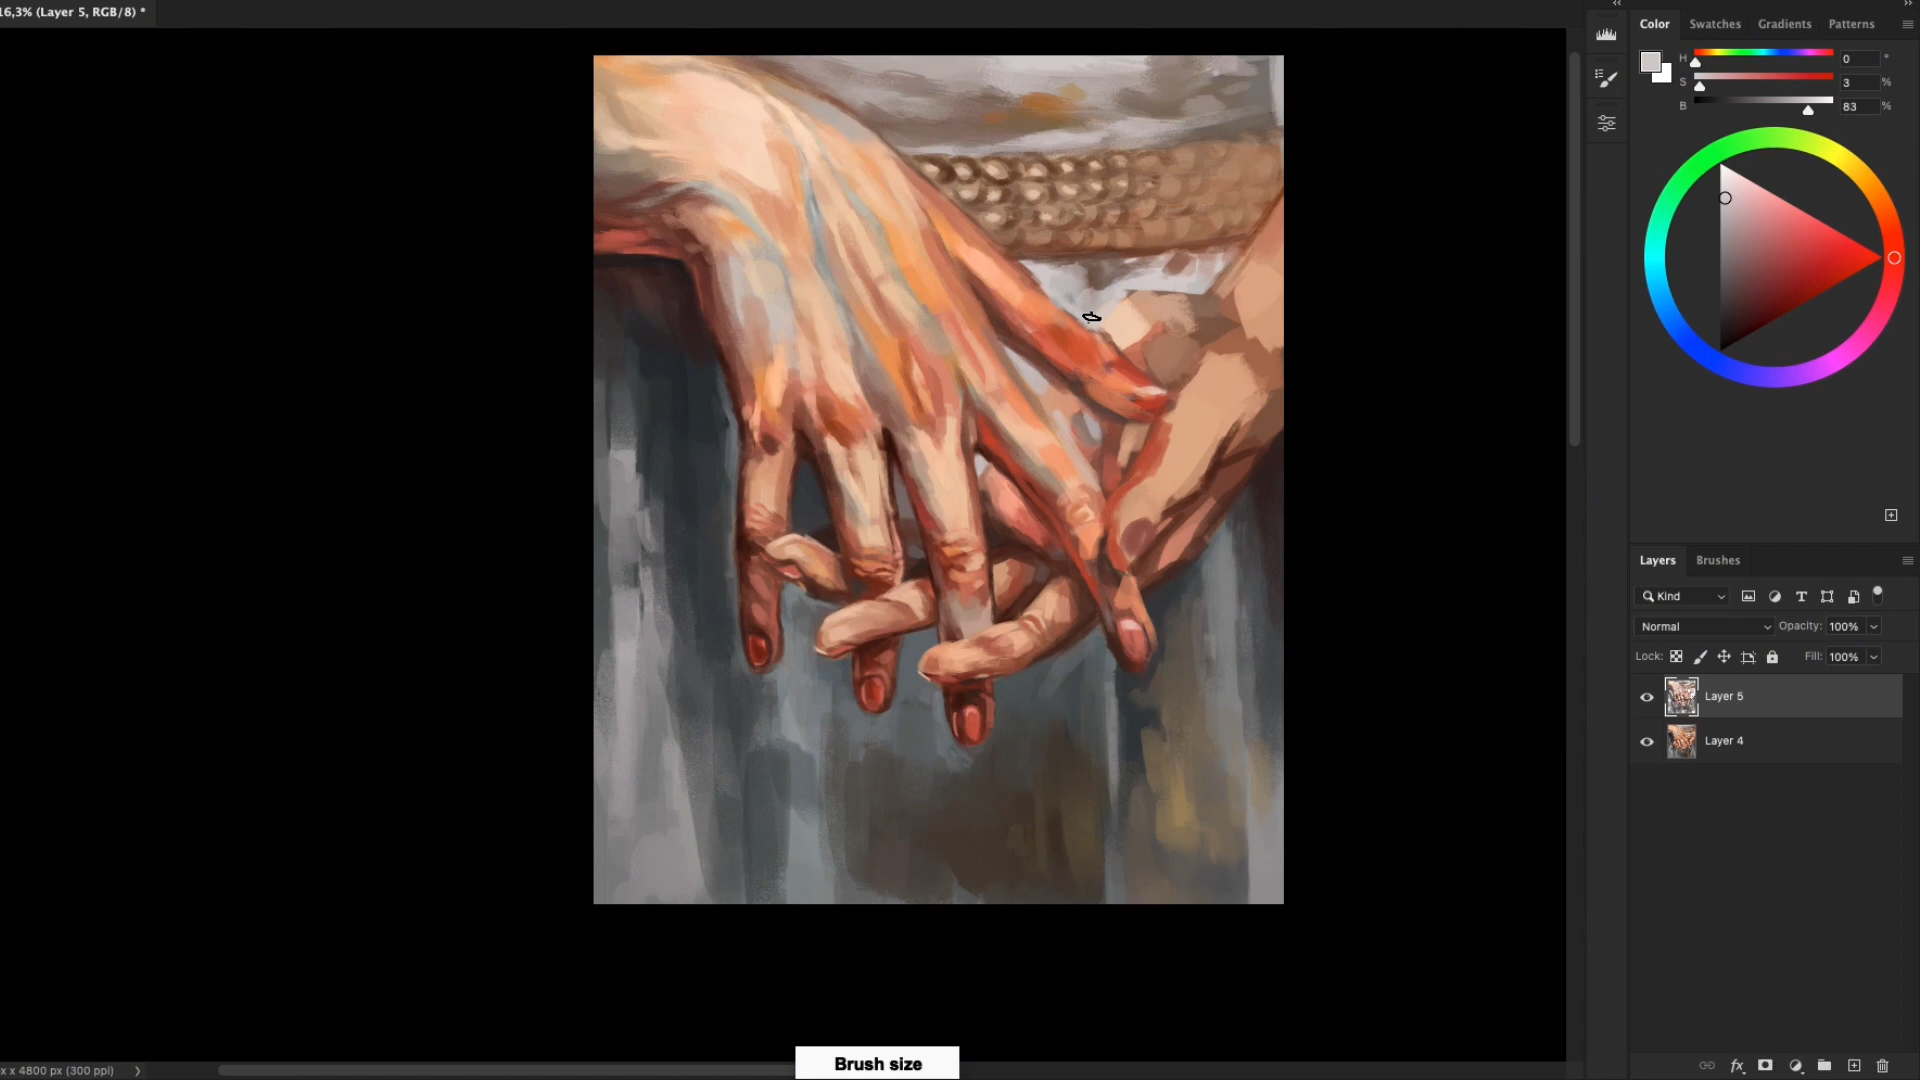 16,3% (Layer 5, RGB/8) *
Color Swatches Gradients Patterns
H 0 °
S 3 %
B 83 %
Layers Brushes
Kind
Normal Opacity: 100%
Lock: Fill: 100%
Layer 5
Layer 4
x x 4800 px (300 ppi)
Brush size
fx